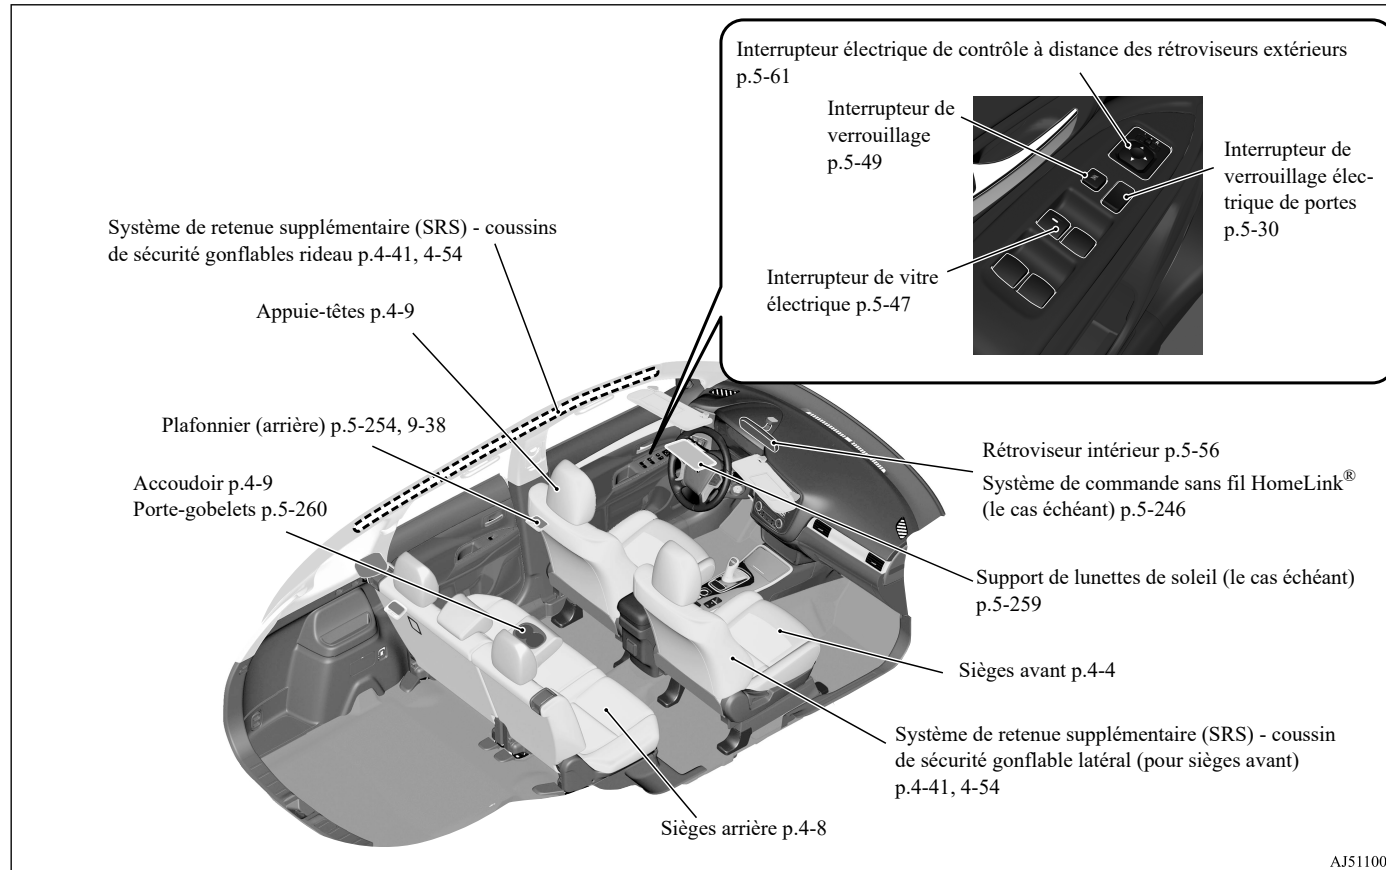 Interrupteur électrique de contrôle à distance des rétroviseurs extérieurs
p.5-61
Interrupteur de
verrouillage
p.5-49
Interrupteur de
verrouillage élec-
trique de portes
p.5-30
Interrupteur de vitre
électrique p.5-47
Système de retenue supplémentaire (SRS) - coussins
de sécurité gonflables rideau p.4-41, 4-54
Appuie-têtes p.4-9
Plafonnier (arrière) p.5-254, 9-38
Accoudoir p.4-9
Porte-gobelets p.5-260
Rétroviseur intérieur p.5-56
Système de commande sans fil HomeLink®
(le cas échéant) p.5-246
Support de lunettes de soleil (le cas échéant)
p.5-259
Sièges avant p.4-4
Système de retenue supplémentaire (SRS) - coussin
de sécurité gonflable latéral (pour sièges avant)
p.4-41, 4-54
Sièges arrière p.4-8
AJ51100